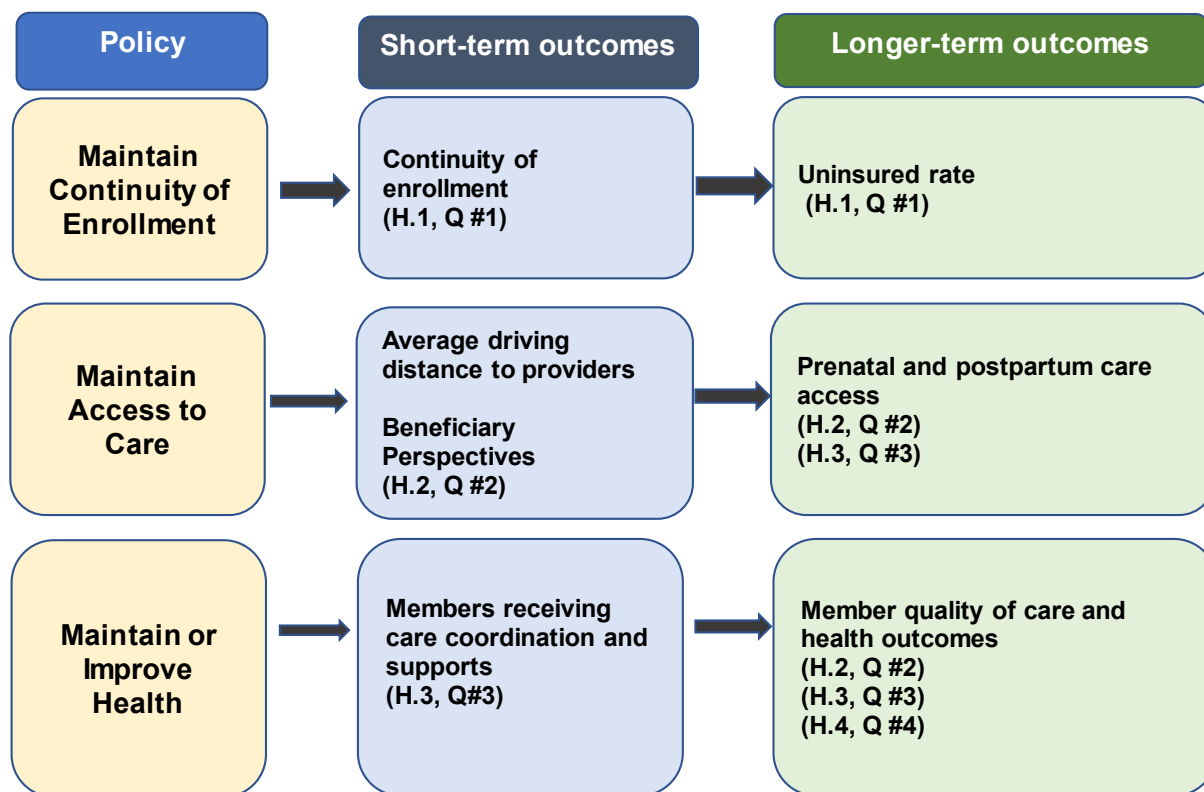 Policy
Short-term outcomes
Longer-term outcomes
Maintain
Continuity of
Enrollment
Continuity of
enrollment
(H.1, Q #1)
Uninsured rate
(H.1, Q #1)
Maintain
Access to
Care
Average driving
distance to providers
Beneficiary
Perspectives
(H.2, Q #2)
Prenatal and postpartum care
access
(H.2, Q #2)
(H.3, Q #3)
Maintain or
Improve
Health
Members receiving
care coordination and
supports
(H.3, Q#3)
Member quality of care and
health outcomes
(H.2, Q #2)
(H.3, Q #3)
(H.4, Q #4)